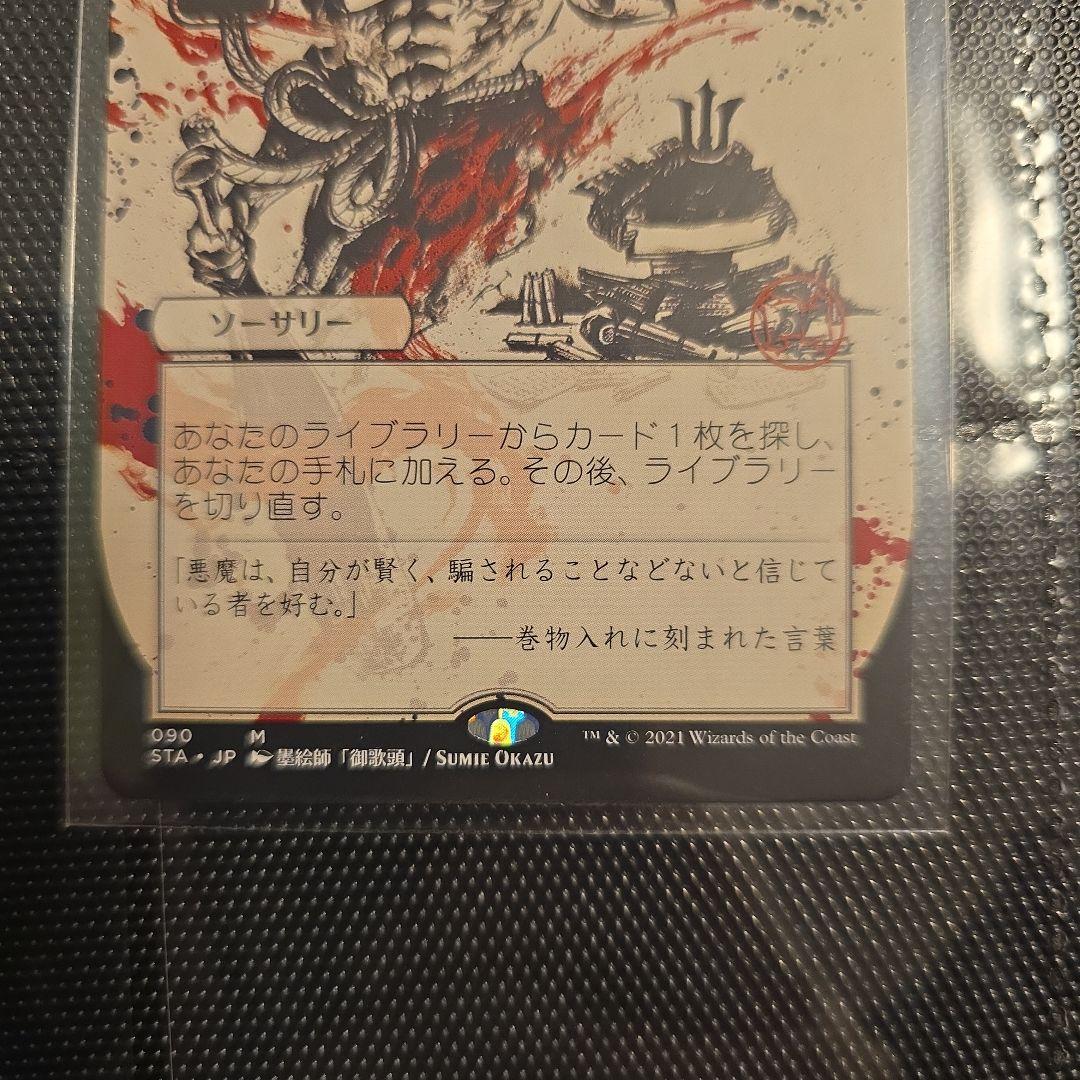 ソーサリー
あなたのライブラリーからカード1枚を探し、
あなたの手札に加える。その後、ライブラリー
を切り直す。
「悪魔は、自分が賢く、騙されることなどないと信じて
いる者を好む。」
――巻物入れに刻まれた言葉
090 M
STA・JP 墨絵師「御歌頭」/ SUMIE OKAZU
™ & © 2021 Wizards of the Coast